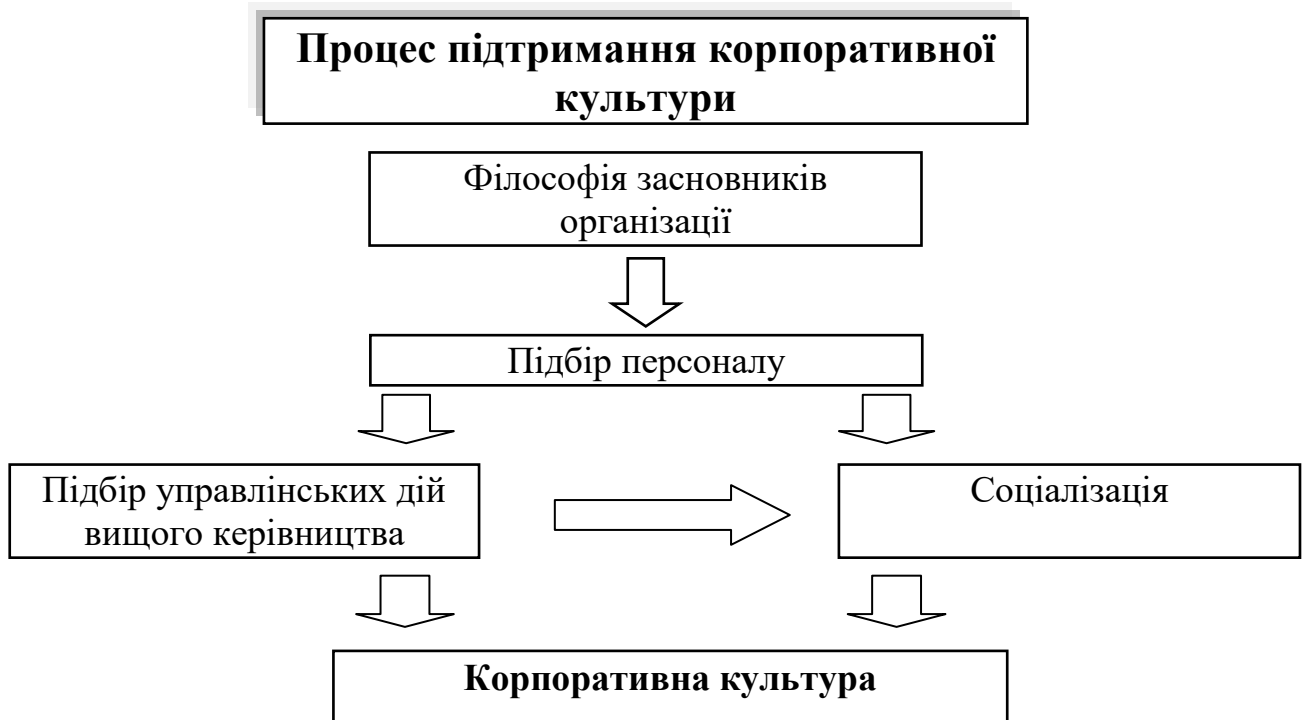 Процес підтримання корпоративної
культури
Філософія засновників
організації
Підбір персоналу
Підбір управлінських дій
вищого керівництва
Соціалізація
Корпоративна культура